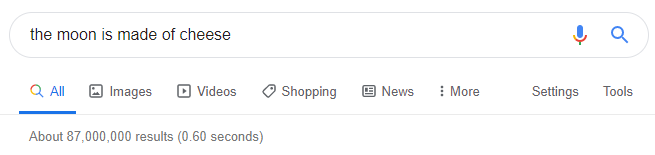 the moon is made of cheese
All Images Videos Shopping News More Settings Tools
About 87,000,000 results (0.60 seconds)